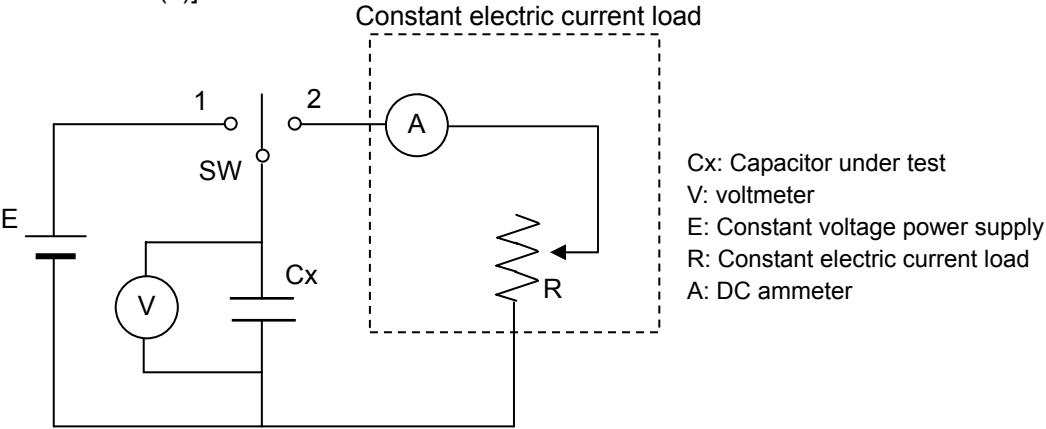 Constant electric current load
1
2
A
SW
E
Cx
V
R
Cx: Capacitor under test
V: voltmeter
E: Constant voltage power supply
R: Constant electric current load
A: DC ammeter